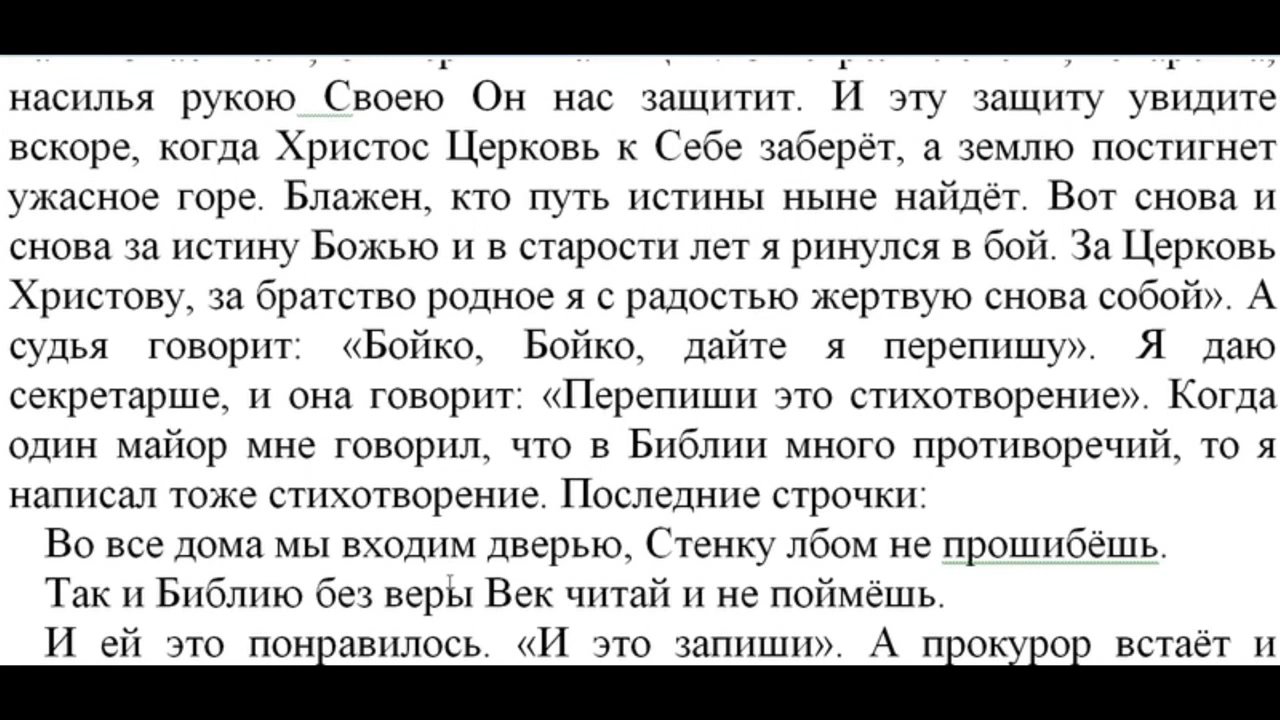 насилья рукою Своею Он нас защитит. И эту защиту увидите
вскоре, когда Христос Церковь к Себе заберёт, а землю постигнет
ужасное горе. Блажен, кто путь истины ныне найдёт. Вот снова и
снова за истину Божью и в старости лет я ринулся в бой. За Церковь
Христову, за братство родное я с радостью жертвую снова собой». А
судья говорит: «Бойко, Бойко, дайте я перепишу». Я даю
секретарше, и она говорит: «Перепиши это стихотворение». Когда
один майор мне говорил, что в Библии много противоречий, то я
написал тоже стихотворение. Последние строчки:
Во все дома мы входим дверью, Стенку лбом не прошибёшь.
Так и Библию без веры Век читай и не поймёшь.
И ей это понравилось. «И это запиши». А прокурор встаёт и